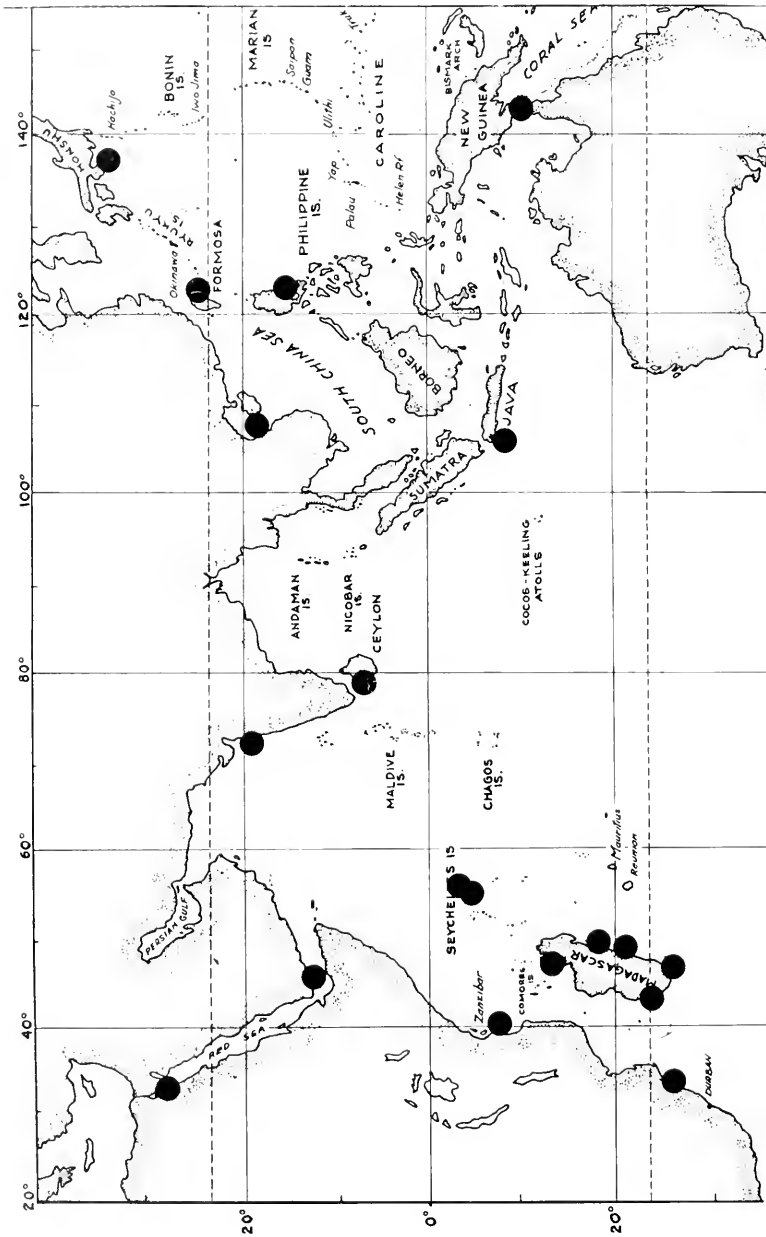 20°
40°
60°
80°
100°
120°
140°
20°
0°
20°
HONSHU
Hachijo
BONIN
IS.
Iwo Jima
MARIAN
IS
Saipan
Guam
Truk
RYUKYU
IS
Okinawa
FORMOSA
PHILIPPINE
IS.
Ulithi
Yap
Palau
CAROLINE
Helen Rf.
BISMARK
ARCH
NEW
GUINEA
CORAL SEA
SOUTH CHINA SEA
BORNEO
JAVA
SUMATRA
ANDAMAN
IS
NICOBAR
IS.
CEYLON
COCOS-KEELING
ATOLLS
MALDIVE
IS.
CHAGOS
IS.
PERSIAN GULF
RED SEA
SEYCHELLES IS
Mauritius
Reunion
MADAGASCAR
COMORES
IS
Zanzibar
DURBAN